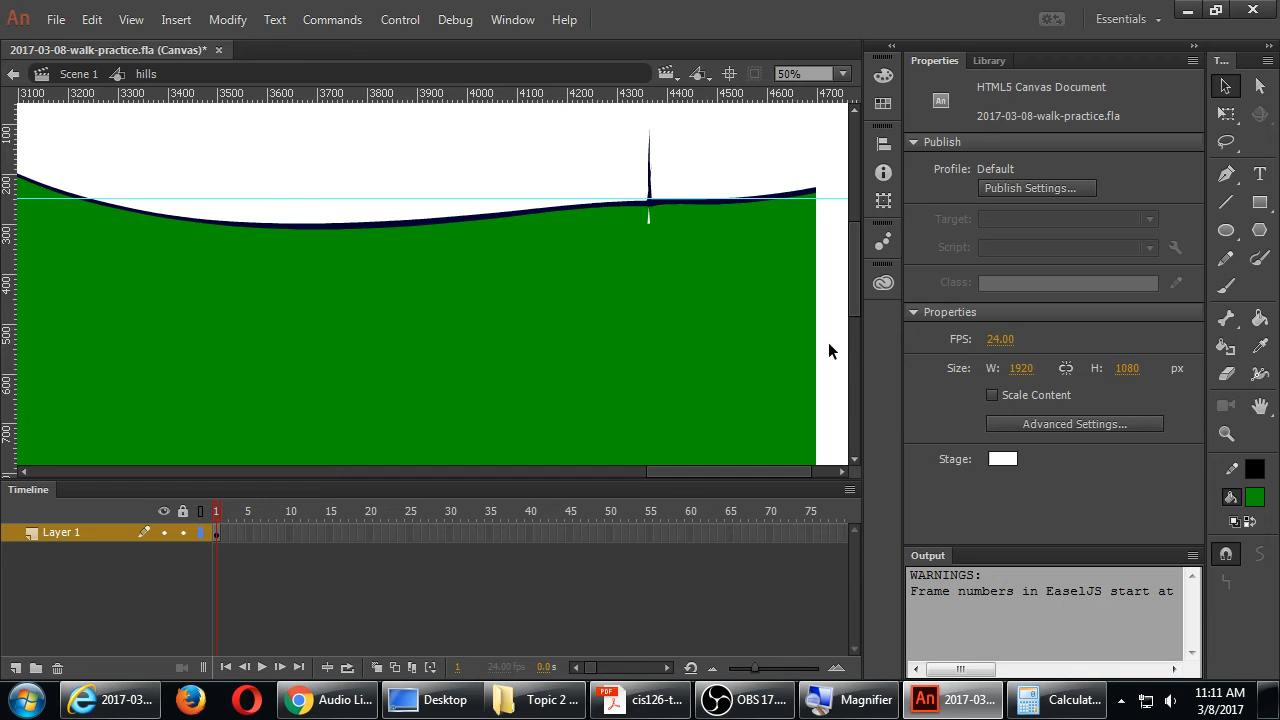 An File Edit View Insert Modify Text Commands Control Debug Window Help Essentials
2017-03-08-walk-practice.fla (Canvas)* ×
Scene 1 hills 50%
3100 3200 3300 3400 3500 3600 3700 3800 3900 4000 4100 4200 4300 4400 4500 4600 4700
100
200
300
400
500
600
700
Properties Library
HTML5 Canvas Document
An 2017-03-08-walk-practice.fla
Publish
Profile: Default
Publish Settings...
Target:
Script:
Class:
Properties
FPS: 24.00
Size: W: 1920 H: 1080 px
Scale Content
Advanced Settings...
Stage:
T...
T
Timeline
1 5 10 15 20 25 30 35 40 45 50 55 60 65 70 75
Layer 1
1 24.00 fps 0.0 s
Output
WARNINGS:
Frame numbers in EaselJS start at
2017-03... Audio Li... Desktop Topic 2 ... PDF cis126-t... OBS 17.... Magnifier An 2017-03... Calculat...
11:11 AM
3/8/2017